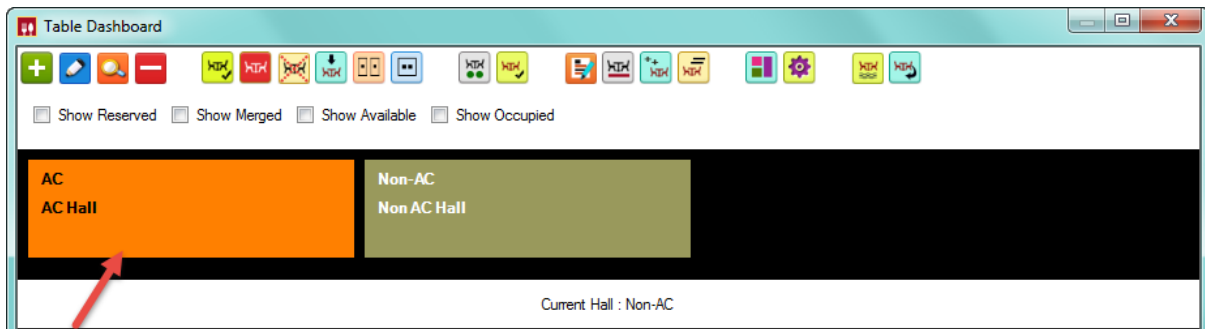 Table Dashboard
Show Reserved Show Merged Show Available Show Occupied
AC
AC Hall
Non-AC
Non AC Hall
Current Hall : Non-AC